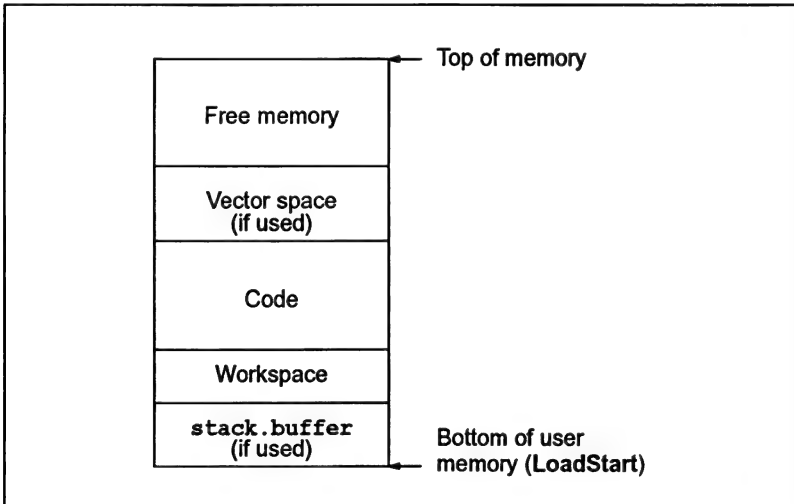 Top of memory
Free memory
Vector space
(if used)
Code
Workspace
stack.buffer
(if used)
Bottom of user
memory (LoadStart)